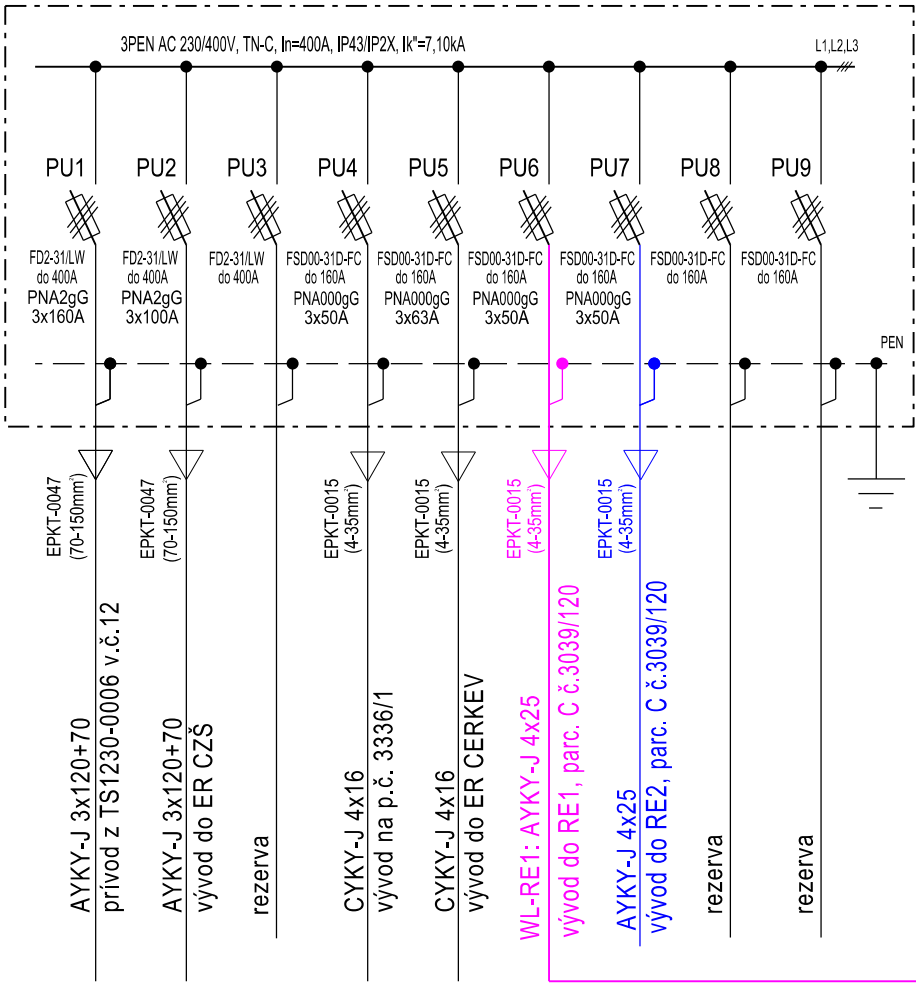 3PEN AC 230/400V, TN-C, In=400A, IP43/IP2X, Ik"=7,10kA
L1,L2,L3
PU1
PU2
PU3
PU4
PU5
PU6
PU7
PU8
PU9
FD2-31/LW
do 400A
PNA2gG
3x160A
FD2-31/LW
do 400A
PNA2gG
3x100A
FD2-31/LW
do 400A
FSD00-31D-FC
do 160A
PNA000gG
3x50A
FSD00-31D-FC
do 160A
PNA000gG
3x63A
FSD00-31D-FC
do 160A
PNA000gG
3x50A
FSD00-31D-FC
do 160A
PNA000gG
3x50A
FSD00-31D-FC
do 160A
FSD00-31D-FC
do 160A
PEN
EPKT-0047
(70-150mm²)
EPKT-0047
(70-150mm²)
EPKT-0015
(4-35mm²)
EPKT-0015
(4-35mm²)
EPKT-0015
(4-35mm²)
EPKT-0015
(4-35mm²)
AYKY-J 3x120+70
prívod z TS1230-0006 v.č.12
AYKY-J 3x120+70
vývod do ER CZŠ
rezerva
CYKY-J 4x16
vývod na p.č. 3336/1
CYKY-J 4x16
vývod do ER CERKEV
WL-RE1: AYKY-J 4x25
vývod do RE1, parc. C č.3039/120
AYKY-J 4x25
vývod do RE2, parc. C č.3039/120
rezerva
rezerva